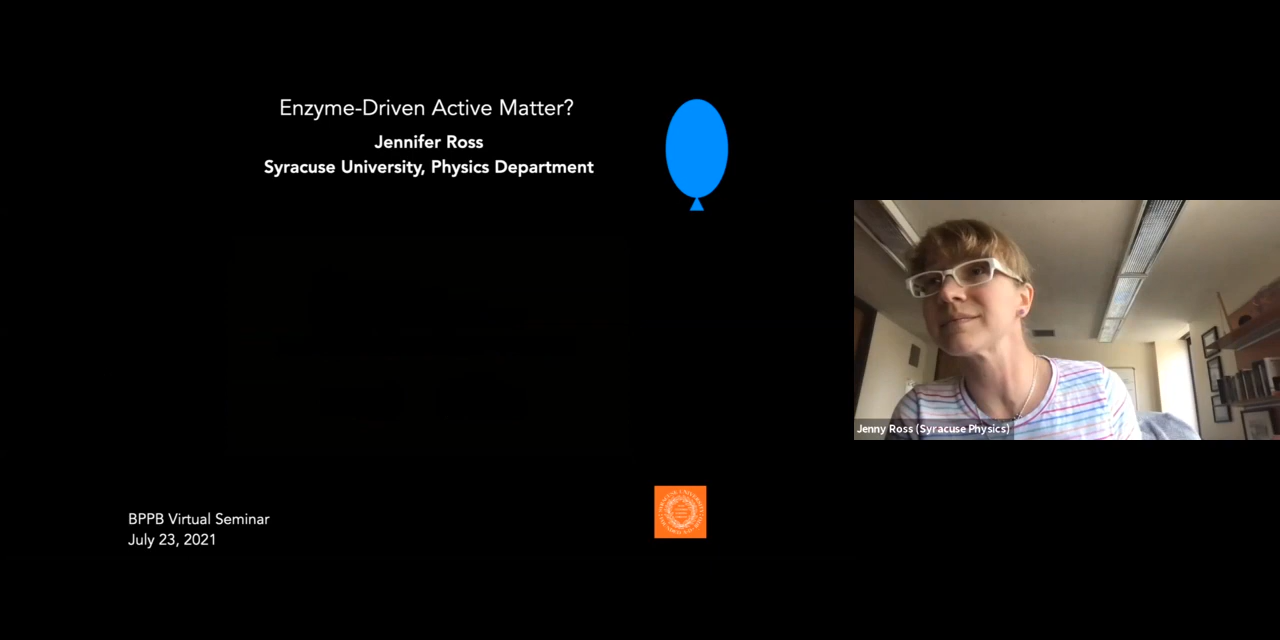 Enzyme-Driven Active Matter?
Jennifer Ross
Syracuse University, Physics Department
Jenny Ross (Syracuse Physics)
BPPB Virtual Seminar
July 23, 2021